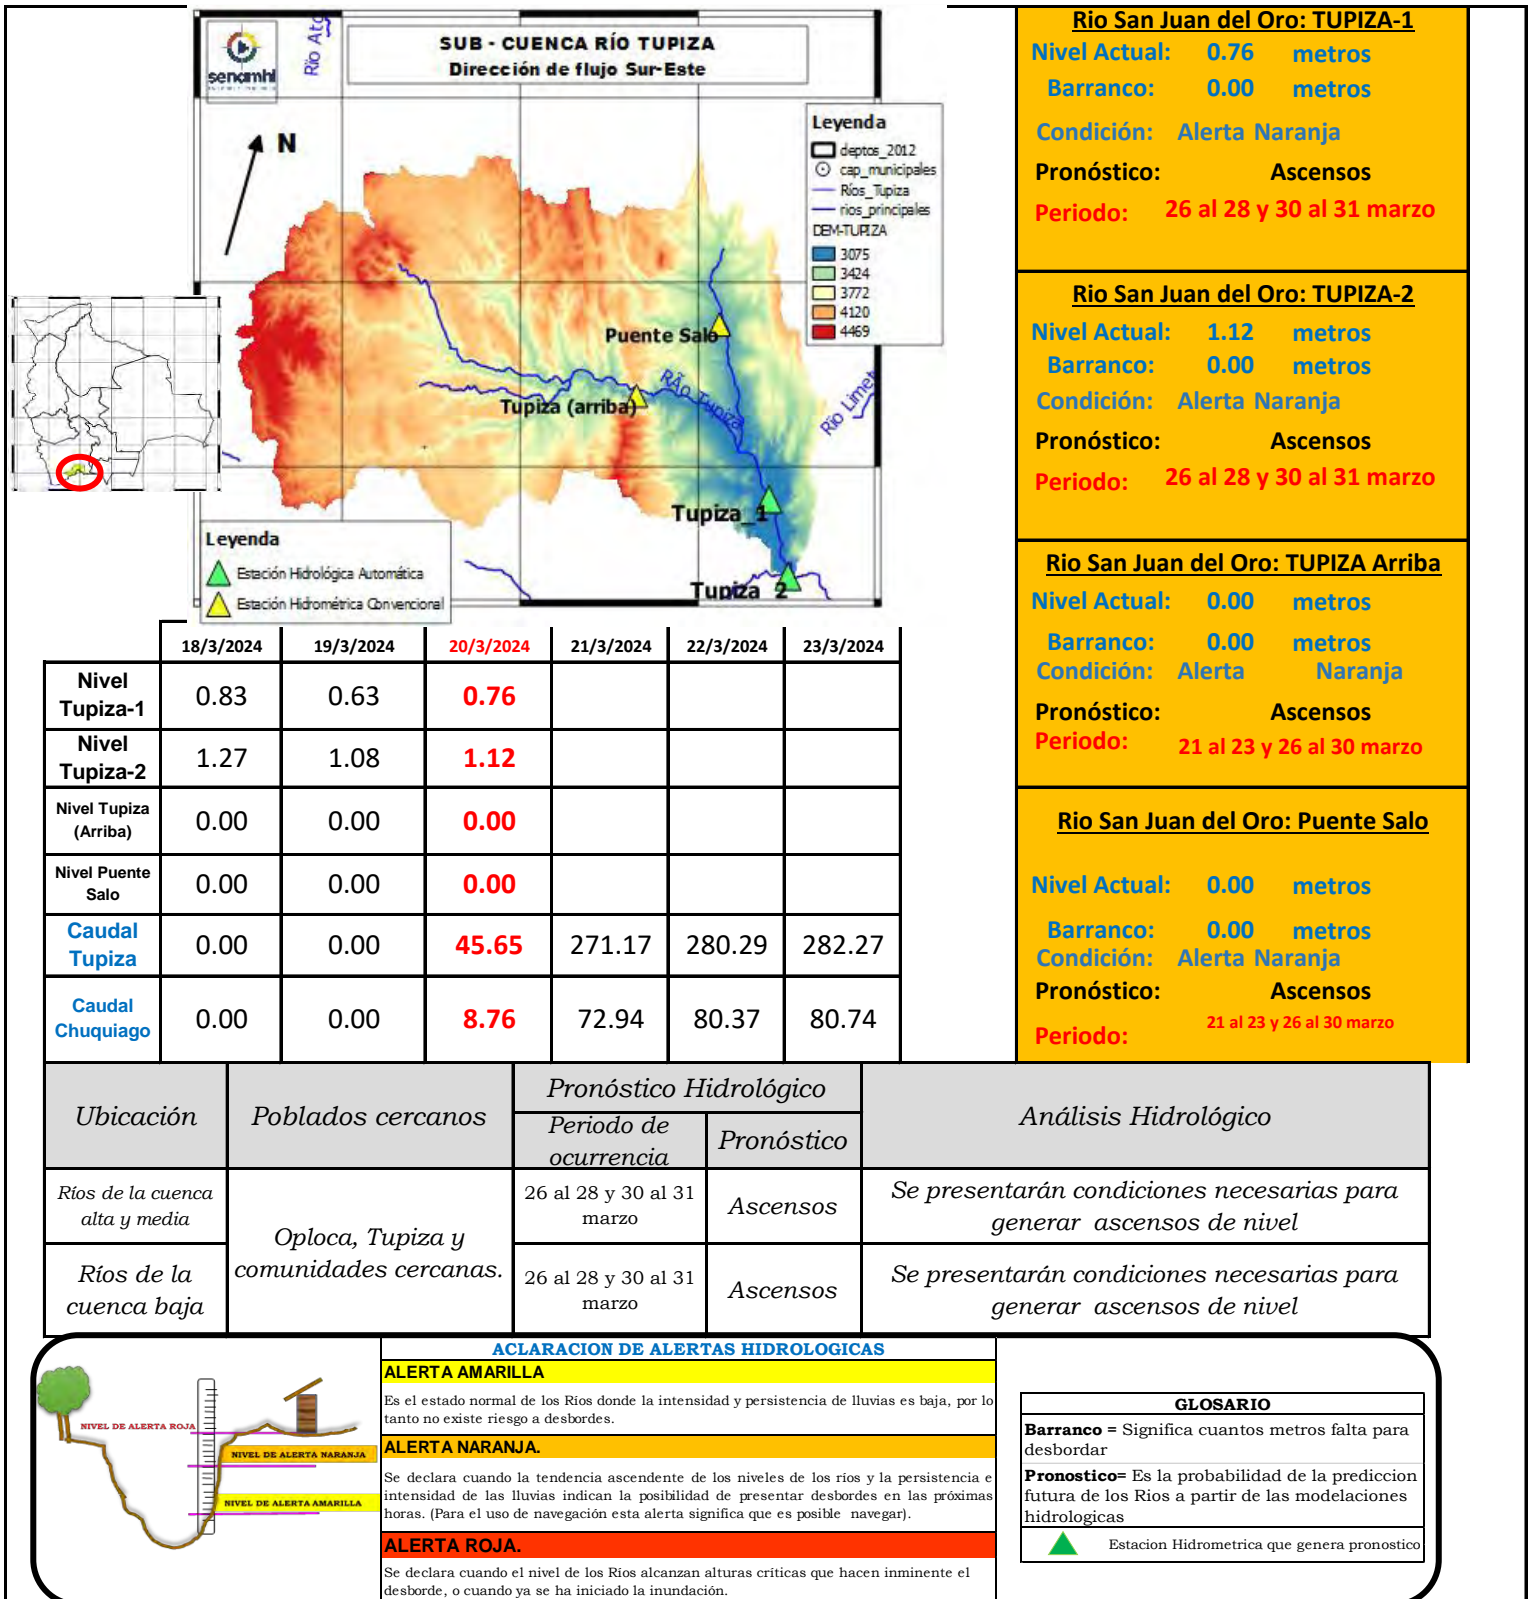 senamhi
Rio Ato
SUB - CUENCA RÍO TUPIZA
Dirección de flujo Sur-Este
N
Leyenda
deptos_2012
cap_municipales
Ríos_Tupiza
rios_principales
DEM-TUPIZA
3075
3424
3772
4120
4469
Puente Salo
Tupiza (arriba)
RÃ­o Tupiza
Rio Limet
Tupiza_1
Tupiza_2
Leyenda
Estación Hidrológica Automática
Estación Hidrométrica Convencional
Rio San Juan del Oro: TUPIZA-1
Nivel Actual: 0.76 metros
Barranco: 0.00 metros
Condición: Alerta Naranja
Pronóstico: Ascensos
Periodo: 26 al 28 y 30 al 31 marzo
Rio San Juan del Oro: TUPIZA-2
Nivel Actual: 1.12 metros
Barranco: 0.00 metros
Condición: Alerta Naranja
Pronóstico: Ascensos
Periodo: 26 al 28 y 30 al 31 marzo
Rio San Juan del Oro: TUPIZA Arriba
Nivel Actual: 0.00 metros
Barranco: 0.00 metros
Condición: Alerta Naranja
Pronóstico: Ascensos
Periodo: 21 al 23 y 26 al 30 marzo
Rio San Juan del Oro: Puente Salo
Nivel Actual: 0.00 metros
Barranco: 0.00 metros
Condición: Alerta Naranja
Pronóstico: Ascensos
Periodo: 21 al 23 y 26 al 30 marzo
18/3/2024 19/3/2024 20/3/2024 21/3/2024 22/3/2024 23/3/2024
Nivel
Tupiza-1 0.83 0.63 0.76
Nivel
Tupiza-2 1.27 1.08 1.12
Nivel Tupiza
(Arriba) 0.00 0.00 0.00
Nivel Puente
Salo 0.00 0.00 0.00
Caudal
Tupiza 0.00 0.00 45.65 271.17 280.29 282.27
Caudal
Chuquiago 0.00 0.00 8.76 72.94 80.37 80.74
Ubicación
Poblados cercanos
Pronóstico Hidrológico
Periodo de
ocurrencia
Pronóstico
Análisis Hidrológico
Ríos de la cuenca
alta y media
Oploca, Tupiza y
comunidades cercanas.
26 al 28 y 30 al 31
marzo
Ascensos
Se presentarán condiciones necesarias para
generar ascensos de nivel
Ríos de la
cuenca baja
26 al 28 y 30 al 31
marzo
Ascensos
Se presentarán condiciones necesarias para
generar ascensos de nivel
NIVEL DE ALERTA ROJA
NIVEL DE ALERTA NARANJA
NIVEL DE ALERTA AMARILLA
ACLARACION DE ALERTAS HIDROLOGICAS
ALERTA AMARILLA
Es el estado normal de los Rios donde la intensidad y persistencia de lluvias es baja, por lo
tanto no existe riesgo a desbordes.
ALERTA NARANJA.
Se declara cuando la tendencia ascendente de los niveles de los rios y la persistencia e
intensidad de las lluvias indican la posibilidad de presentar desbordes en las próximas
horas. (Para el uso de navegación esta alerta significa que es posible navegar).
ALERTA ROJA.
Se declara cuando el nivel de los Rios alcanzan alturas críticas que hacen inminente el
desborde, o cuando ya se ha iniciado la inundación.
GLOSARIO
Barranco = Significa cuantos metros falta para
desbordar
Pronostico= Es la probabilidad de la prediccion
futura de los Rios a partir de las modelaciones
hidrologicas
Estacion Hidrometrica que genera pronostico